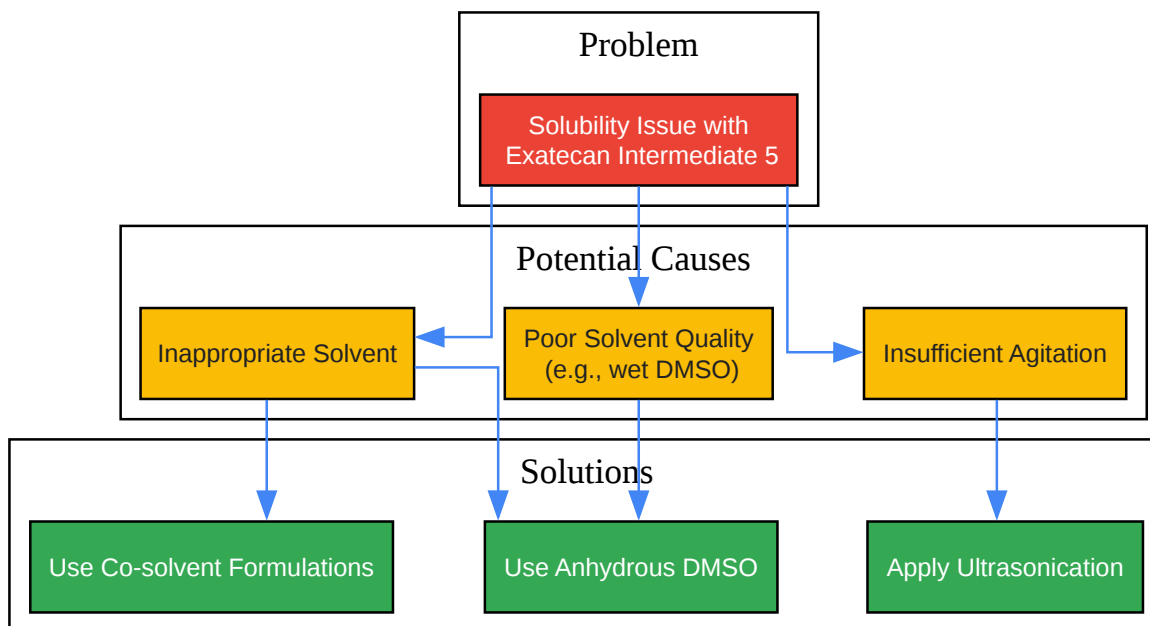 Problem
Solubility Issue with
Exatecan Intermediate 5
Potential Causes
Inappropriate Solvent
Poor Solvent Quality
(e.g., wet DMSO)
Insufficient Agitation
Solutions
Use Co-solvent Formulations
Use Anhydrous DMSO
Apply Ultrasonication